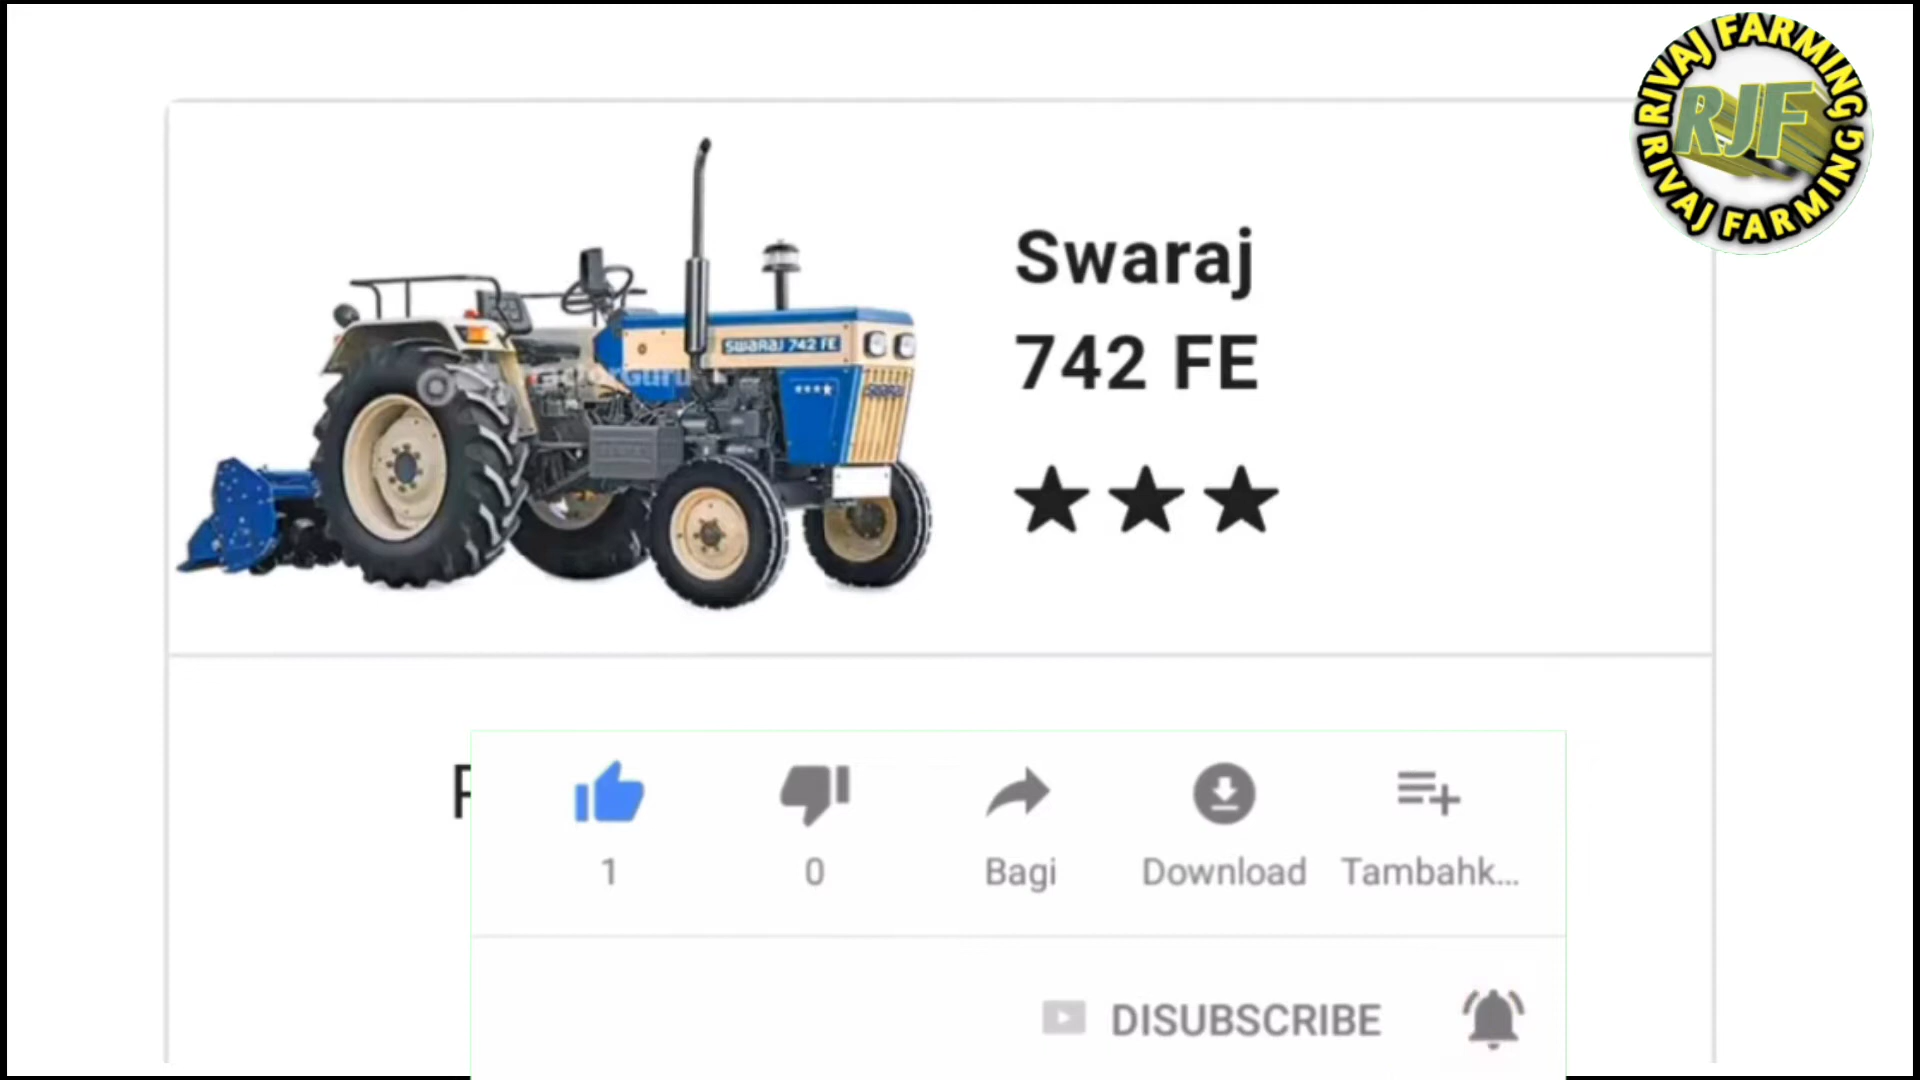 RIVAJ FARMING
RJF
RIVAJ FARMING
Swaraj
742 FE
★★★
SWARAJ 742 FE
1
0
Bagi
Download
Tambahk...
DISUBSCRIBE